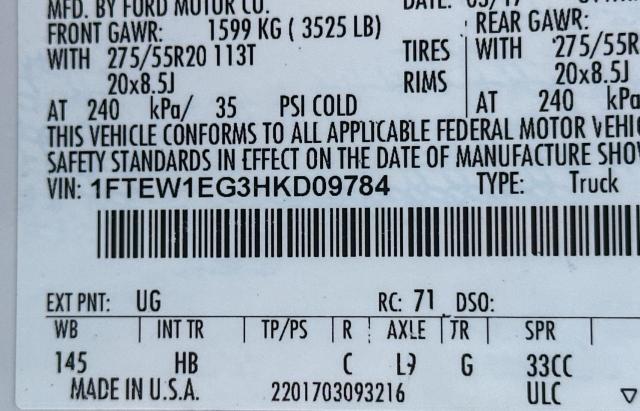 MFD. BY FORD MOTOR CO. DATE:
FRONT GAWR: 1599 KG ( 3525 LB) REAR GAWR:
WITH 275/55R20 113T TIRES WITH 275/55R
20x8.5J RIMS 20x8.5J
AT 240 kPa/ 35 PSI COLD AT 240 kPa
THIS VEHICLE CONFORMS TO ALL APPLICABLE FEDERAL MOTOR VEHIC
SAFETY STANDARDS IN EFFECT ON THE DATE OF MANUFACTURE SHO
VIN: 1FTEW1EG3HKD09784 TYPE: Truck
EXT PNT: UG RC: 71 DSO:
WB INT TR TP/PS R AXLE TR SPR
145 HB C L9 G 33CC
MADE IN U.S.A. 2201703093216 ULC